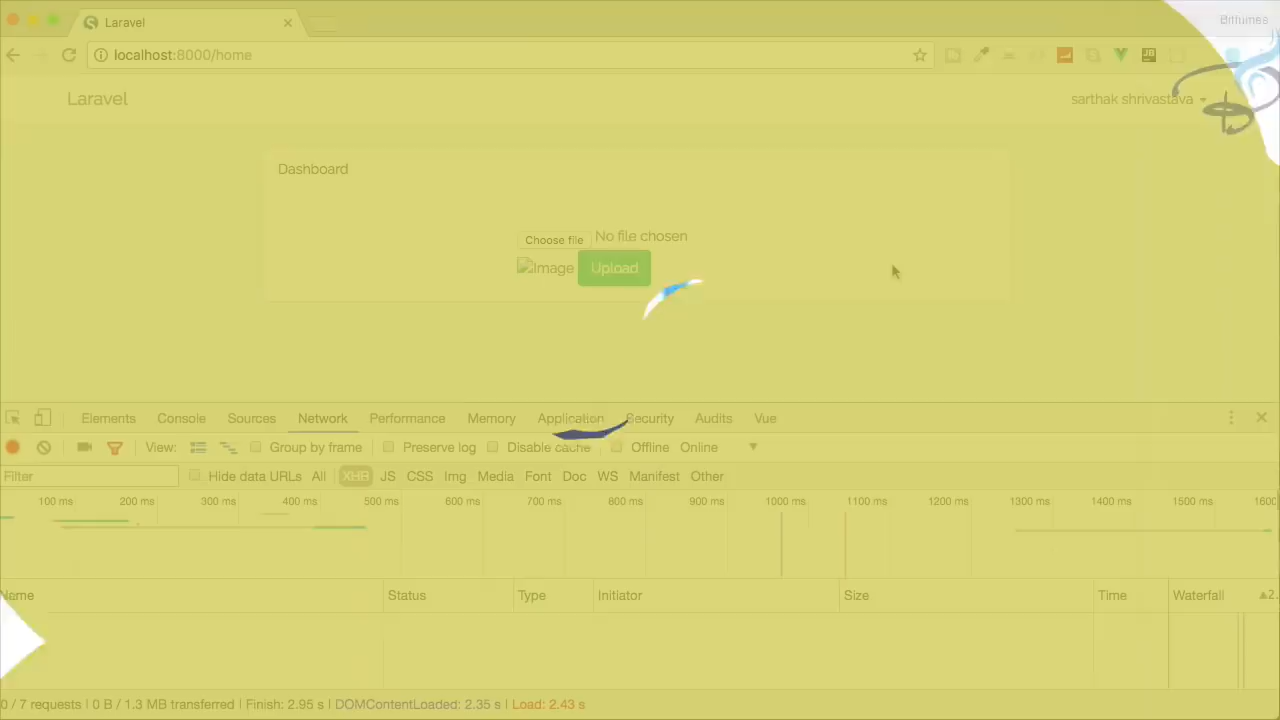 Laravel
Bitfumes
localhost:8000/home
Laravel
sarthak shrivastava
Dashboard
Choose file No file chosen
Image Upload
Elements Console Sources Network Performance Memory Application Security Audits Vue
View: Group by frame Preserve log Disable cache Offline Online
Filter Hide data URLs All XHR JS CSS Img Media Font Doc WS Manifest Other
100 ms 200 ms 300 ms 400 ms 500 ms 600 ms 700 ms 800 ms 900 ms 1000 ms 1100 ms 1200 ms 1300 ms 1400 ms 1500 ms 1600
Name Status Type Initiator Size Time Waterfall ▲2.
0 / 7 requests | 0 B / 1.3 MB transferred | Finish: 2.95 s | DOMContentLoaded: 2.35 s | Load: 2.43 s